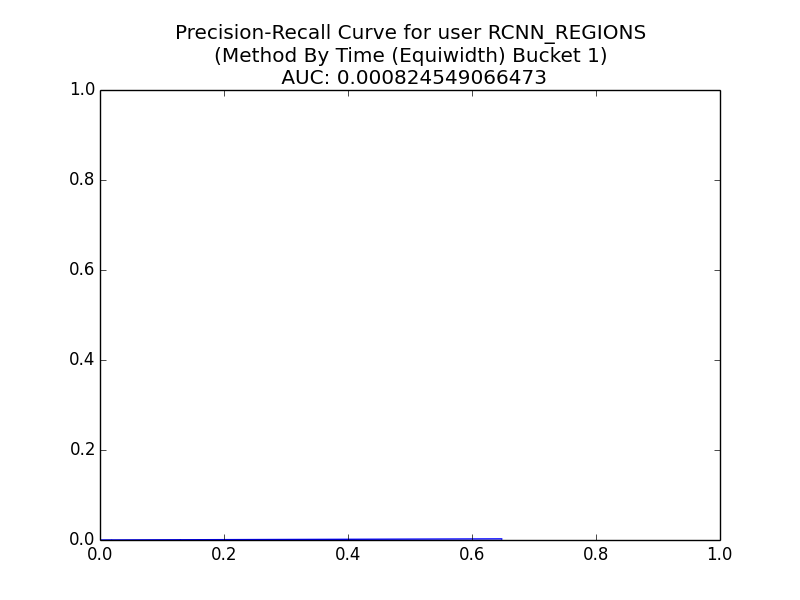 Precision-Recall Curve for user RCNN_REGIONS
(Method By Time (Equiwidth) Bucket 1)
AUC: 0.000824549066473
1.0
0.8
0.6
0.4
0.2
0.0
0.0 0.2 0.4 0.6 0.8 1.0